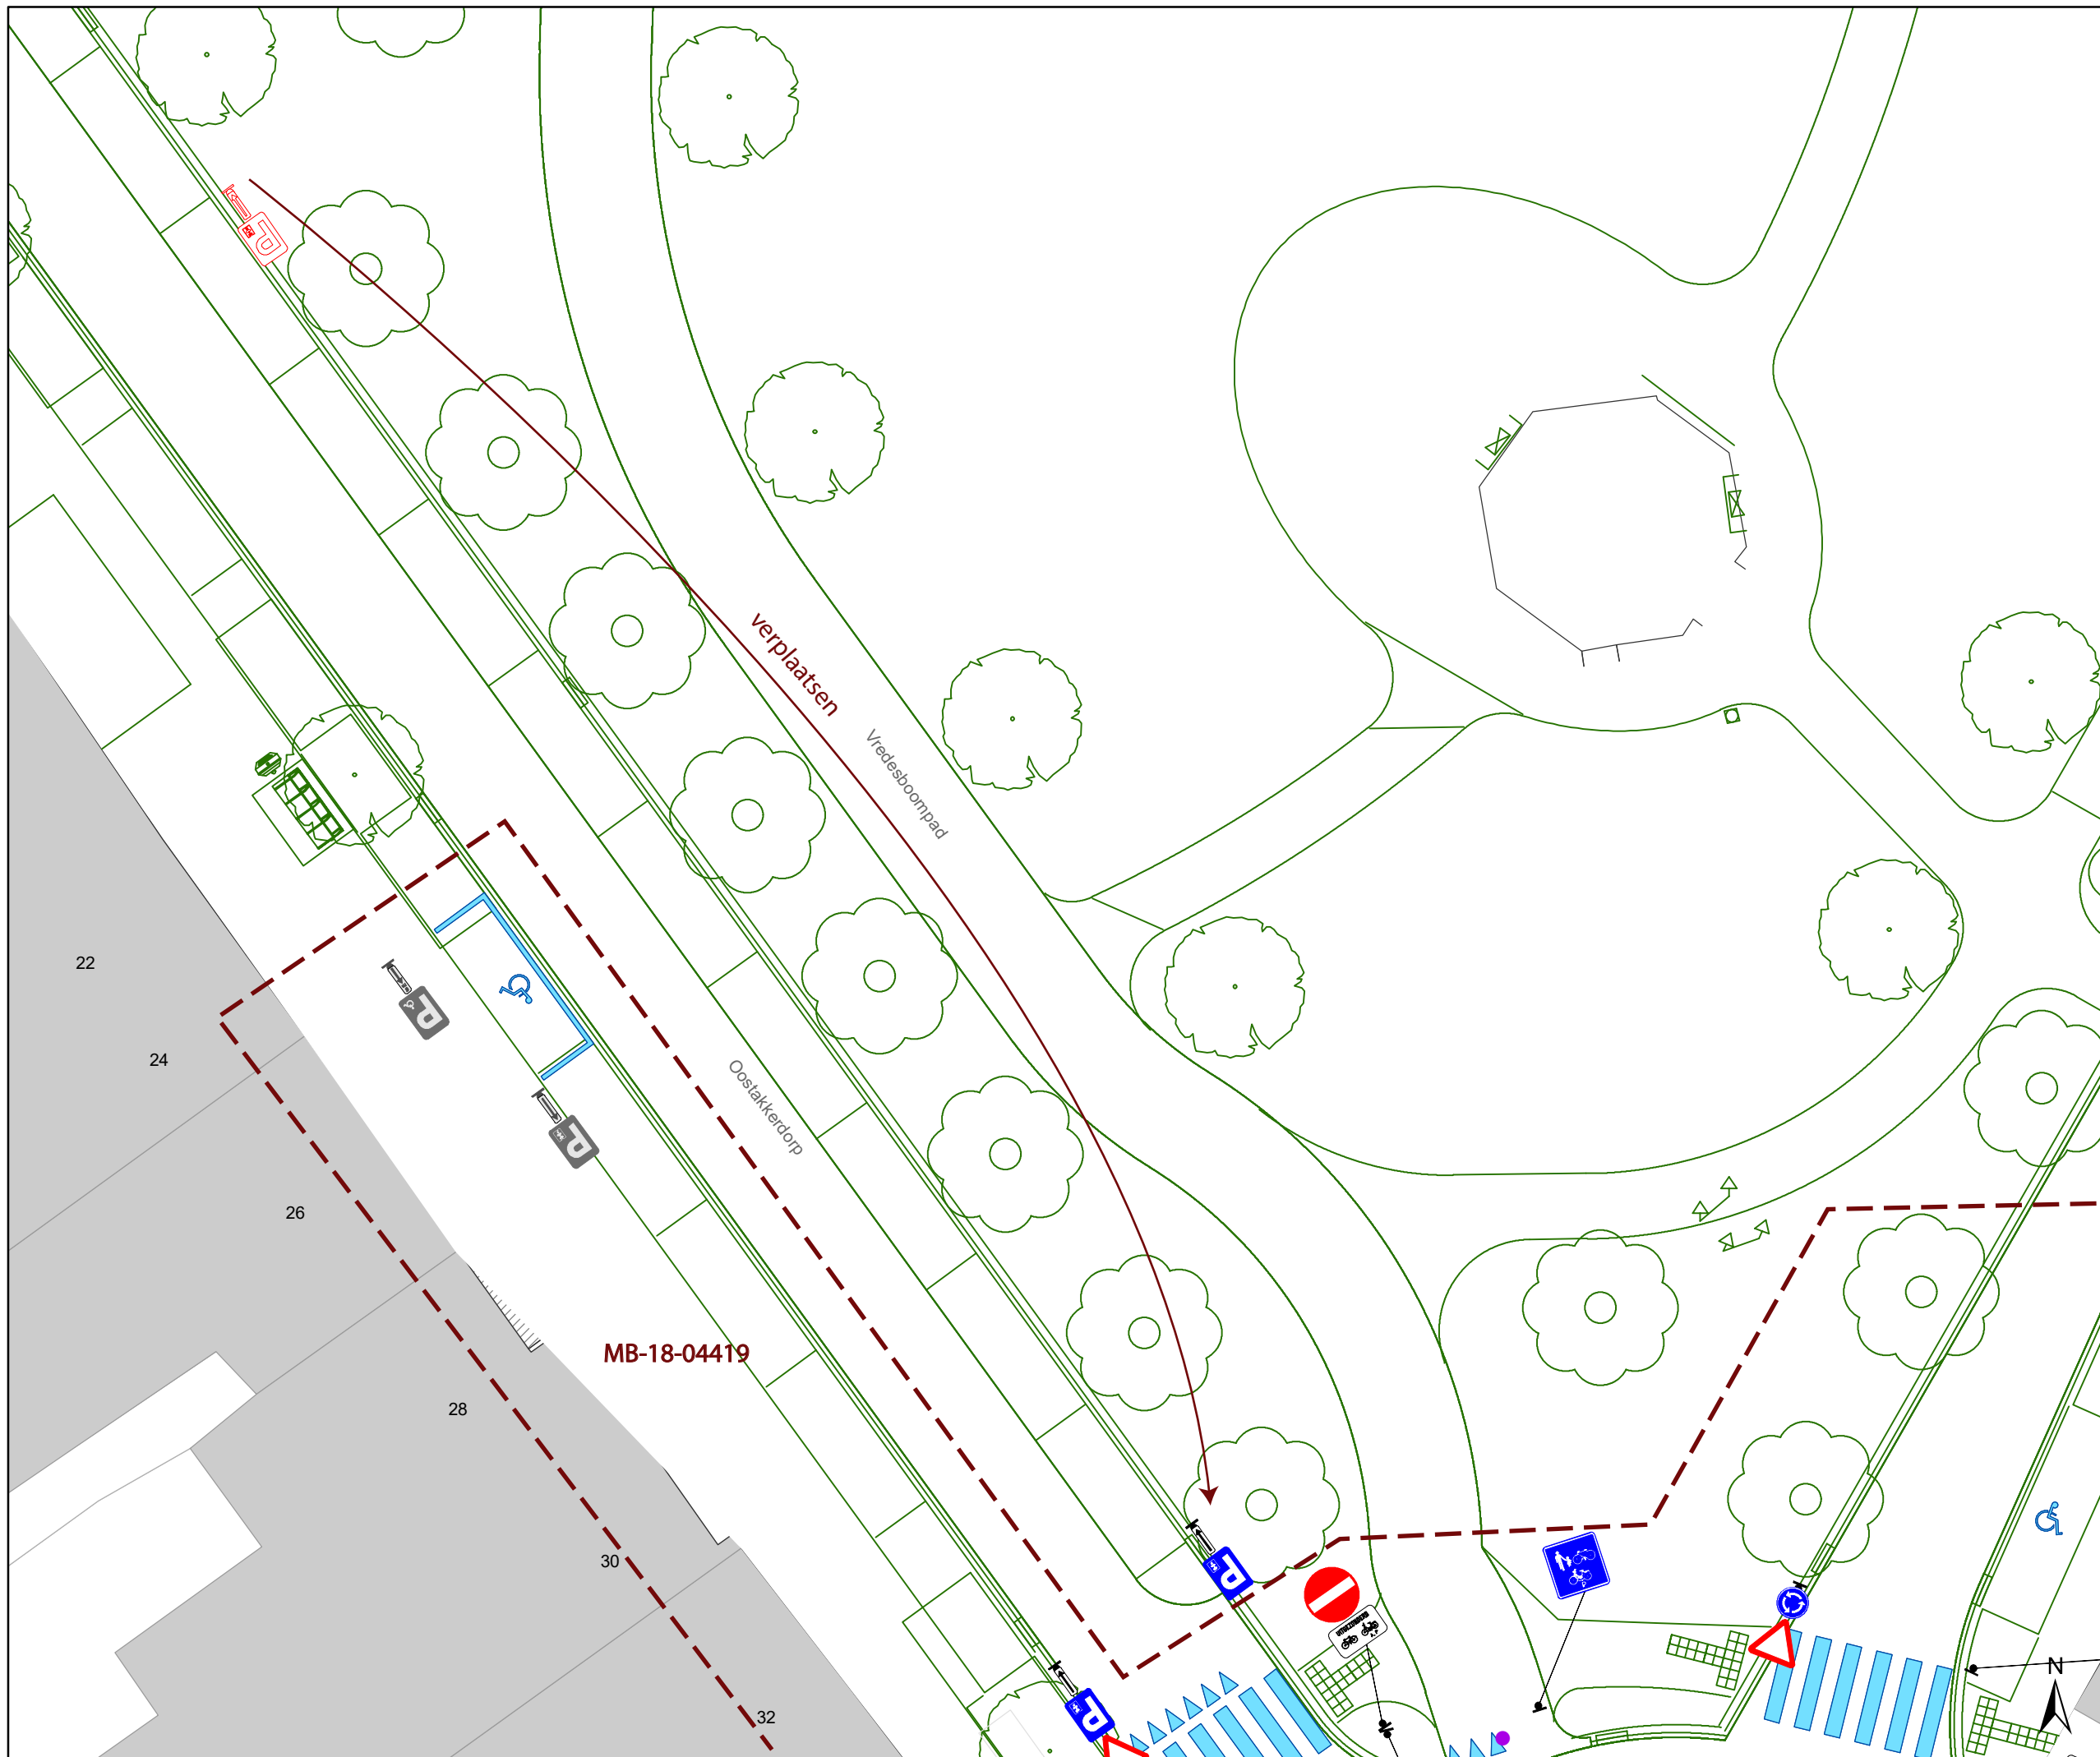 verplaatsen
Vredesboompad
22
24
Oostakkerdorp
26
MB-18-04419
28
30
32
N
P
P
P
P
P